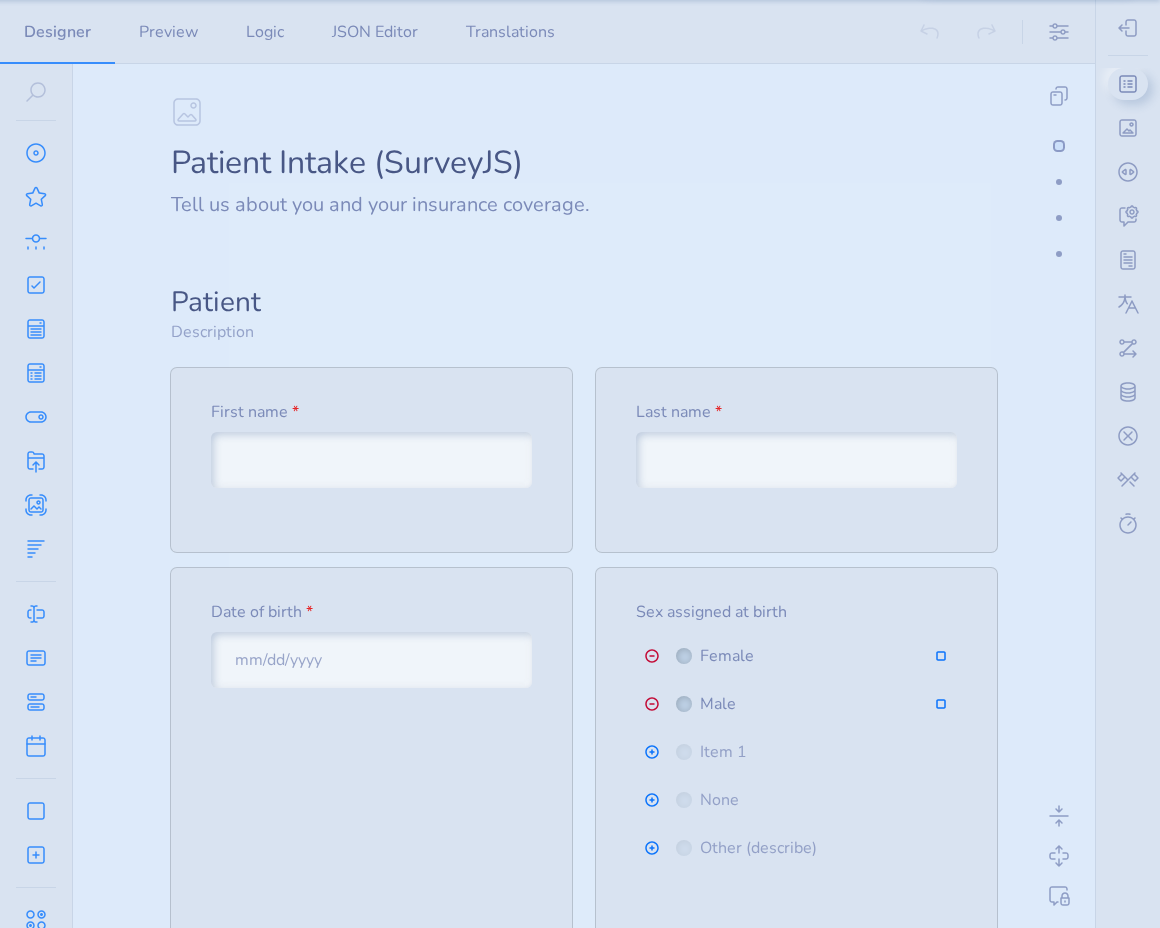 Designer Preview Logic JSON Editor Translations
Patient Intake (SurveyJS)
Tell us about you and your insurance coverage.
Patient
Description
First name *
Last name *
Date of birth *
mm/dd/yyyy
Sex assigned at birth
Female
Male
Item 1
None
Other (describe)